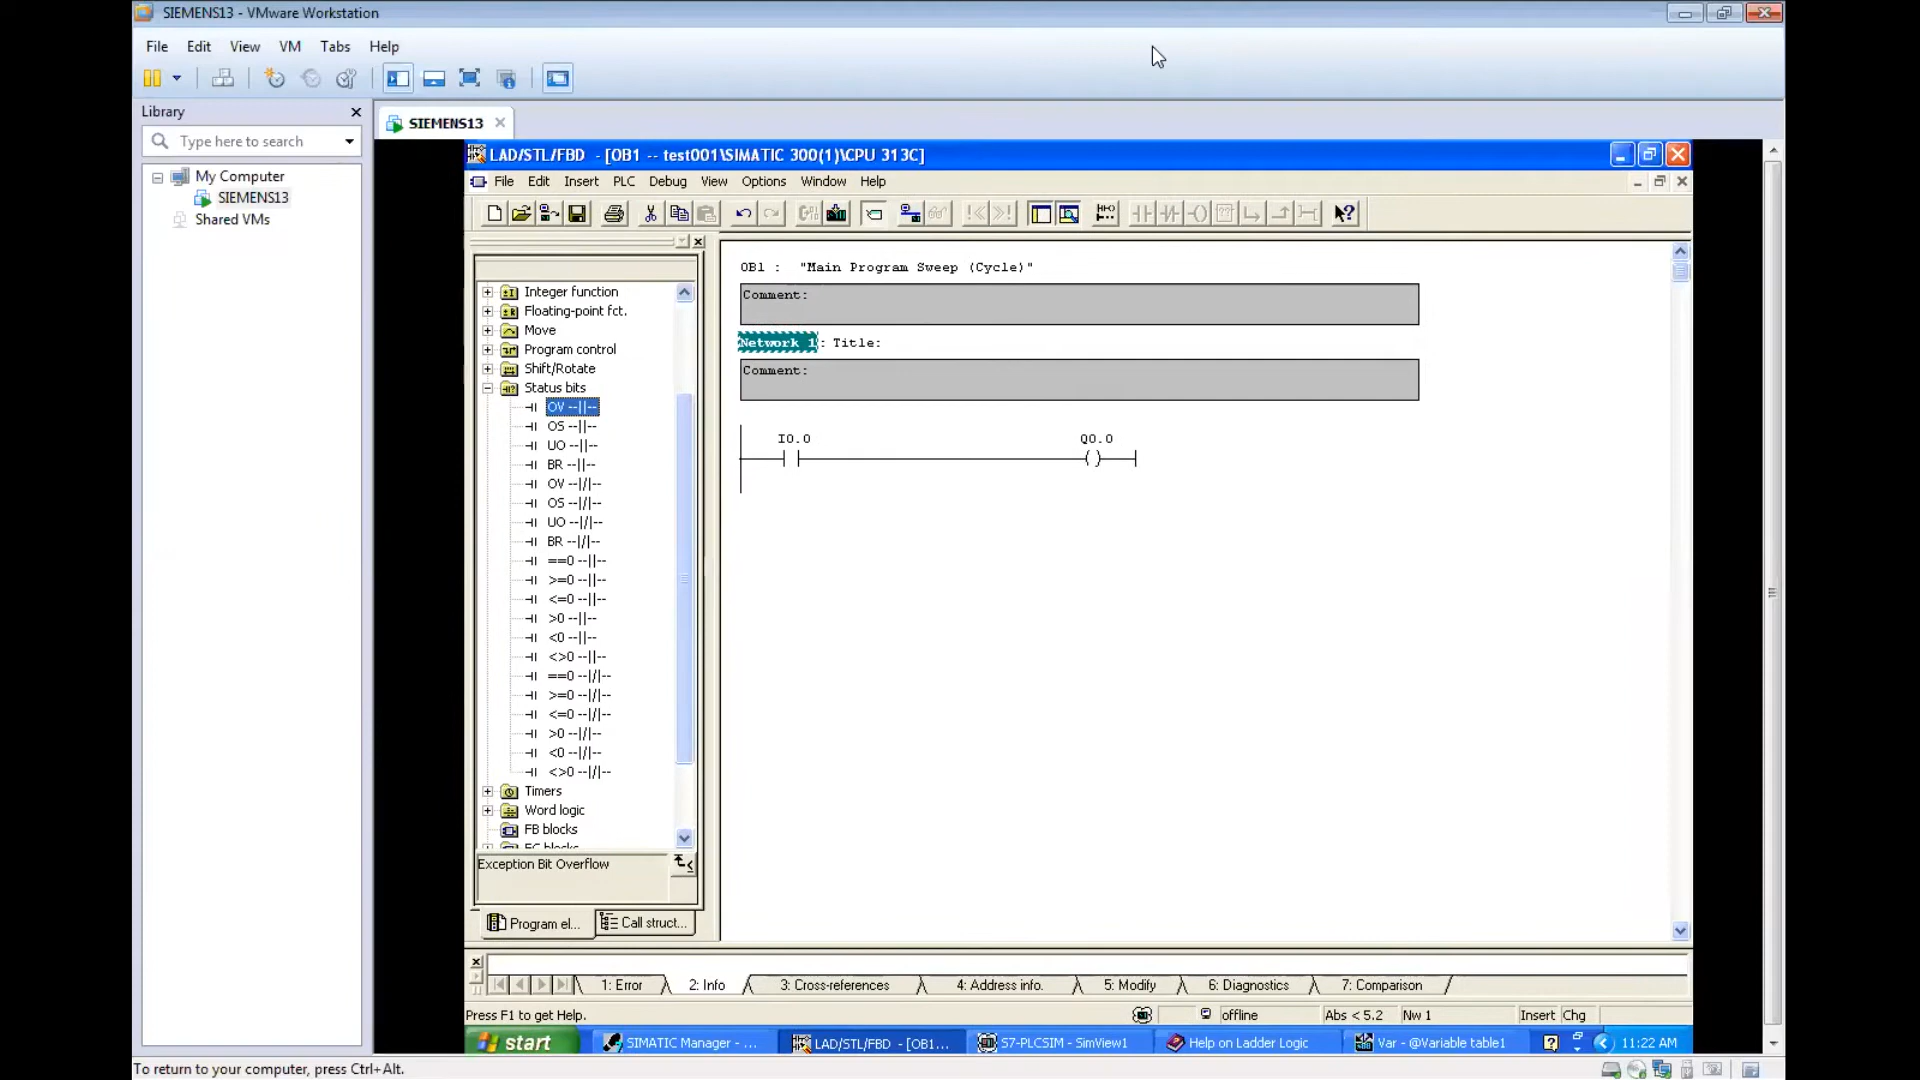 SIEMENS13 - VMware Workstation
File Edit View VM Tabs Help
Library
Type here to search
My Computer
SIEMENS13
Shared VMs
SIEMENS13
LAD/STL/FBD - [OB1 -- test001\SIMATIC 300(1)\CPU 313C]
File Edit Insert PLC Debug View Options Window Help
Integer function
Floating-point fct.
Move
Program control
Shift/Rotate
Status bits
OV --||--
OS --||--
UO --||--
BR --||--
OV --|/|--
OS --|/|--
UO --|/|--
BR --|/|--
==0 --||--
>=0 --||--
<=0 --||--
>0 --||--
<0 --||--
<>0 --||--
==0 --|/|--
>=0 --|/|--
<=0 --|/|--
>0 --|/|--
<0 --|/|--
<>0 --|/|--
Timers
Word logic
FB blocks
FC blocks
Exception Bit Overflow
Program el...
Call struct...
OB1 : "Main Program Sweep (Cycle)"
Comment:
Network 1: Title:
Comment:
I0.0 Q0.0
1: Error 2: Info 3: Cross-references 4: Address info. 5: Modify 6: Diagnostics 7: Comparison
Press F1 to get Help. offline Abs < 5.2 Nw 1 Insert Chg
start SIMATIC Manager - ... LAD/STL/FBD - [OB1... S7-PLCSIM - SimView1 Help on Ladder Logic Var - @Variable table1 11:22 AM
To return to your computer, press Ctrl+Alt.